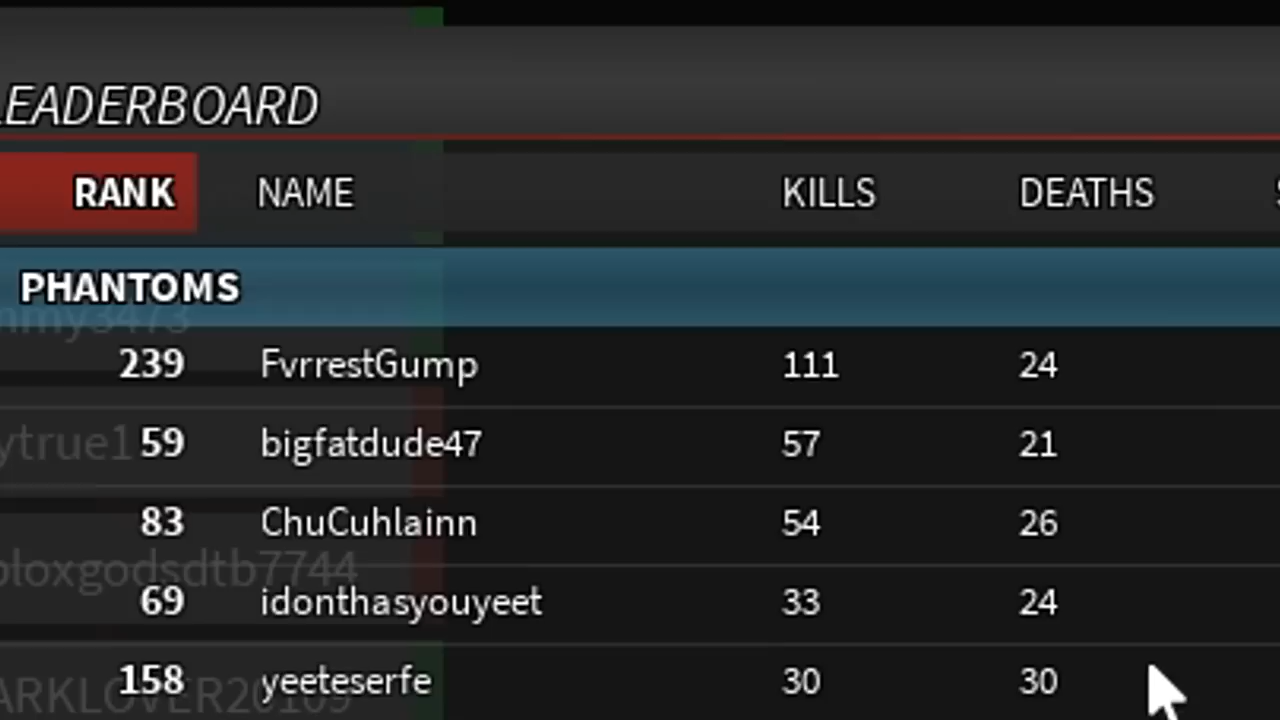 LEADERBOARD
RANK NAME KILLS DEATHS
PHANTOMS
239 FvrrestGump 111 24
59 bigfatdude47 57 21
83 ChuCuhlainn 54 26
69 idonthasyouyeet 33 24
158 yeeteserfe 30 30